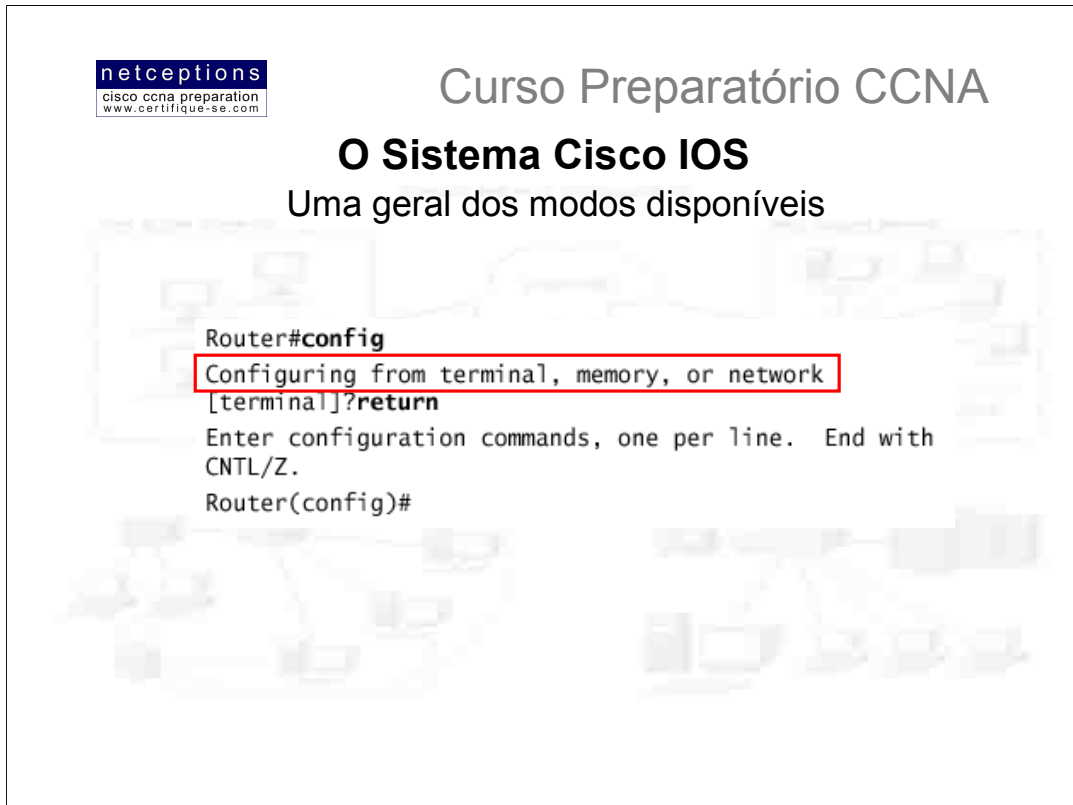 netceptions
cisco ccna preparation
www.certifique-se.com
Curso Preparatório CCNA
O Sistema Cisco IOS
Uma geral dos modos disponíveis
Router#config
Configuring from terminal, memory, or network
[terminal]?return
Enter configuration commands, one per line.  End with
CNTL/Z.
Router(config)#